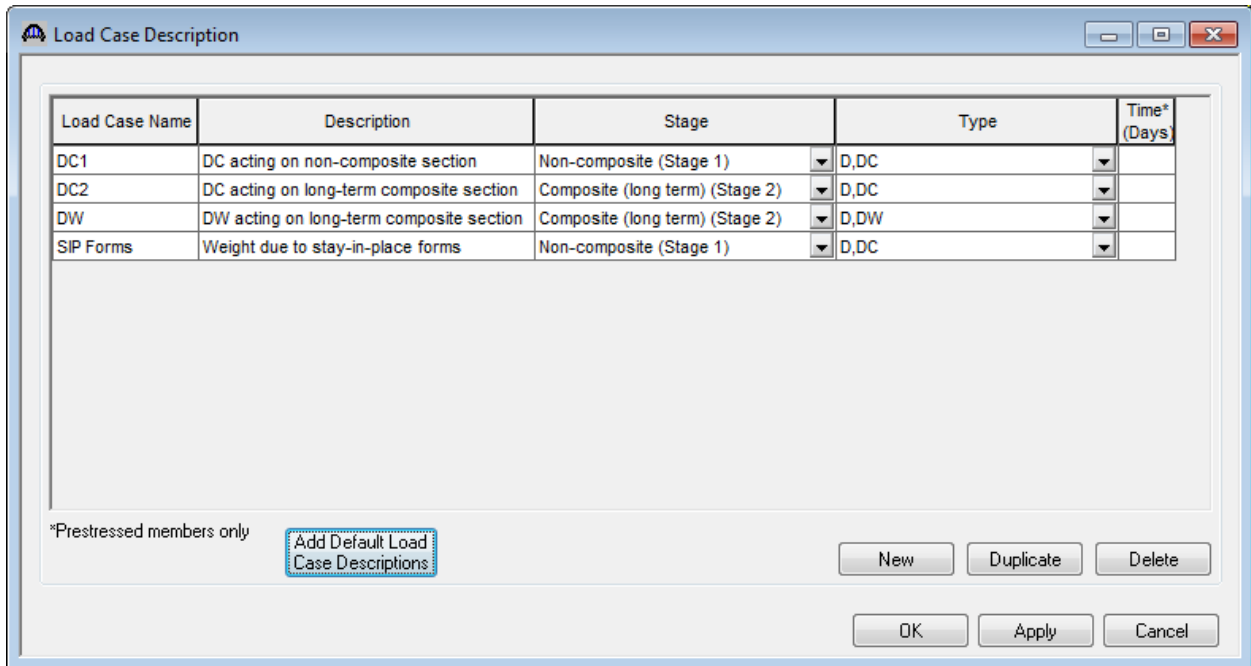 Load Case Description
Load Case Name Description Stage Type Time*
(Days)
DC1 DC acting on non-composite section Non-composite (Stage 1) D,DC
DC2 DC acting on long-term composite section Composite (long term) (Stage 2) D,DC
DW DW acting on long-term composite section Composite (long term) (Stage 2) D,DW
SIP Forms Weight due to stay-in-place forms Non-composite (Stage 1) D,DC
*Prestressed members only
Add Default Load
Case Descriptions
New Duplicate Delete
OK Apply Cancel